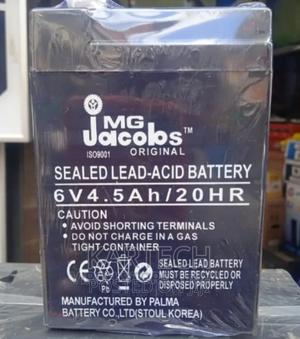 MG
Jacobs™
ISO9001 ORIGINAL
SEALED LEAD-ACID BATTERY
6V4.5Ah/20HR
CAUTION:
● AVOID SHORTING TERMINALS
● DO NOT CHARGE IN A GAS
TIGHT CONTAINER
SEALED LEAD BATTERY
MUST BE RECYCLED OR
DISPOSED PROPERLY
MANUFACTURED BY PALMA
BATTERY CO.,LTD(STOUL KOREA)